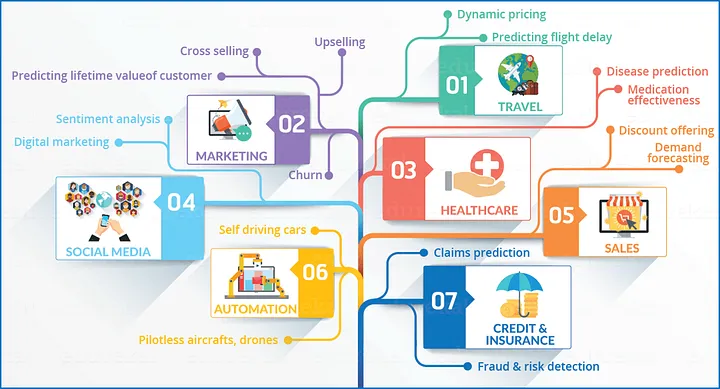 Dynamic pricing
Predicting flight delay
01
TRAVEL
Cross selling
Upselling
Predicting lifetime valueof customer
02
MARKETING
Churn
Disease prediction
Medication
effectiveness
03
HEALTHCARE
Sentiment analysis
Digital marketing
04
SOCIAL MEDIA
Discount offering
Demand
forecasting
05
SALES
Self driving cars
06
AUTOMATION
Pilotless aircrafts, drones
Claims prediction
07
CREDIT &
INSURANCE
Fraud & risk detection